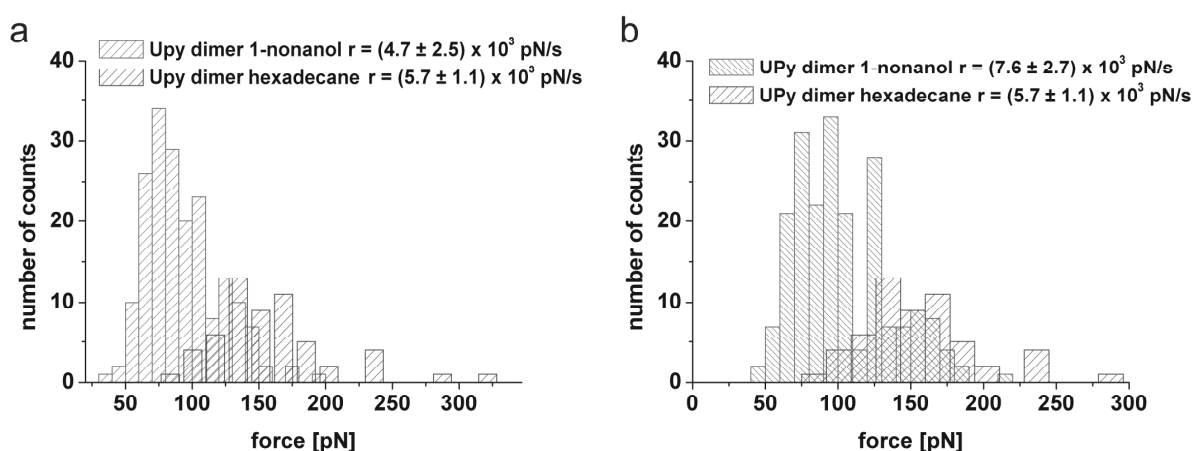 a
Upy dimer 1-nonanol r = (4.7 ± 2.5) x 10³ pN/s
Upy dimer hexadecane r = (5.7 ± 1.1) x 10³ pN/s
40
30
20
10
0
number of counts
50 100 150 200 250 300
force [pN]
b
UPy dimer 1-nonanol r = (7.6 ± 2.7) x 10³ pN/s
UPy dimer hexadecane r = (5.7 ± 1.1) x 10³ pN/s
40
30
20
10
0
number of counts
0 50 100 150 200 250 300
force [pN]